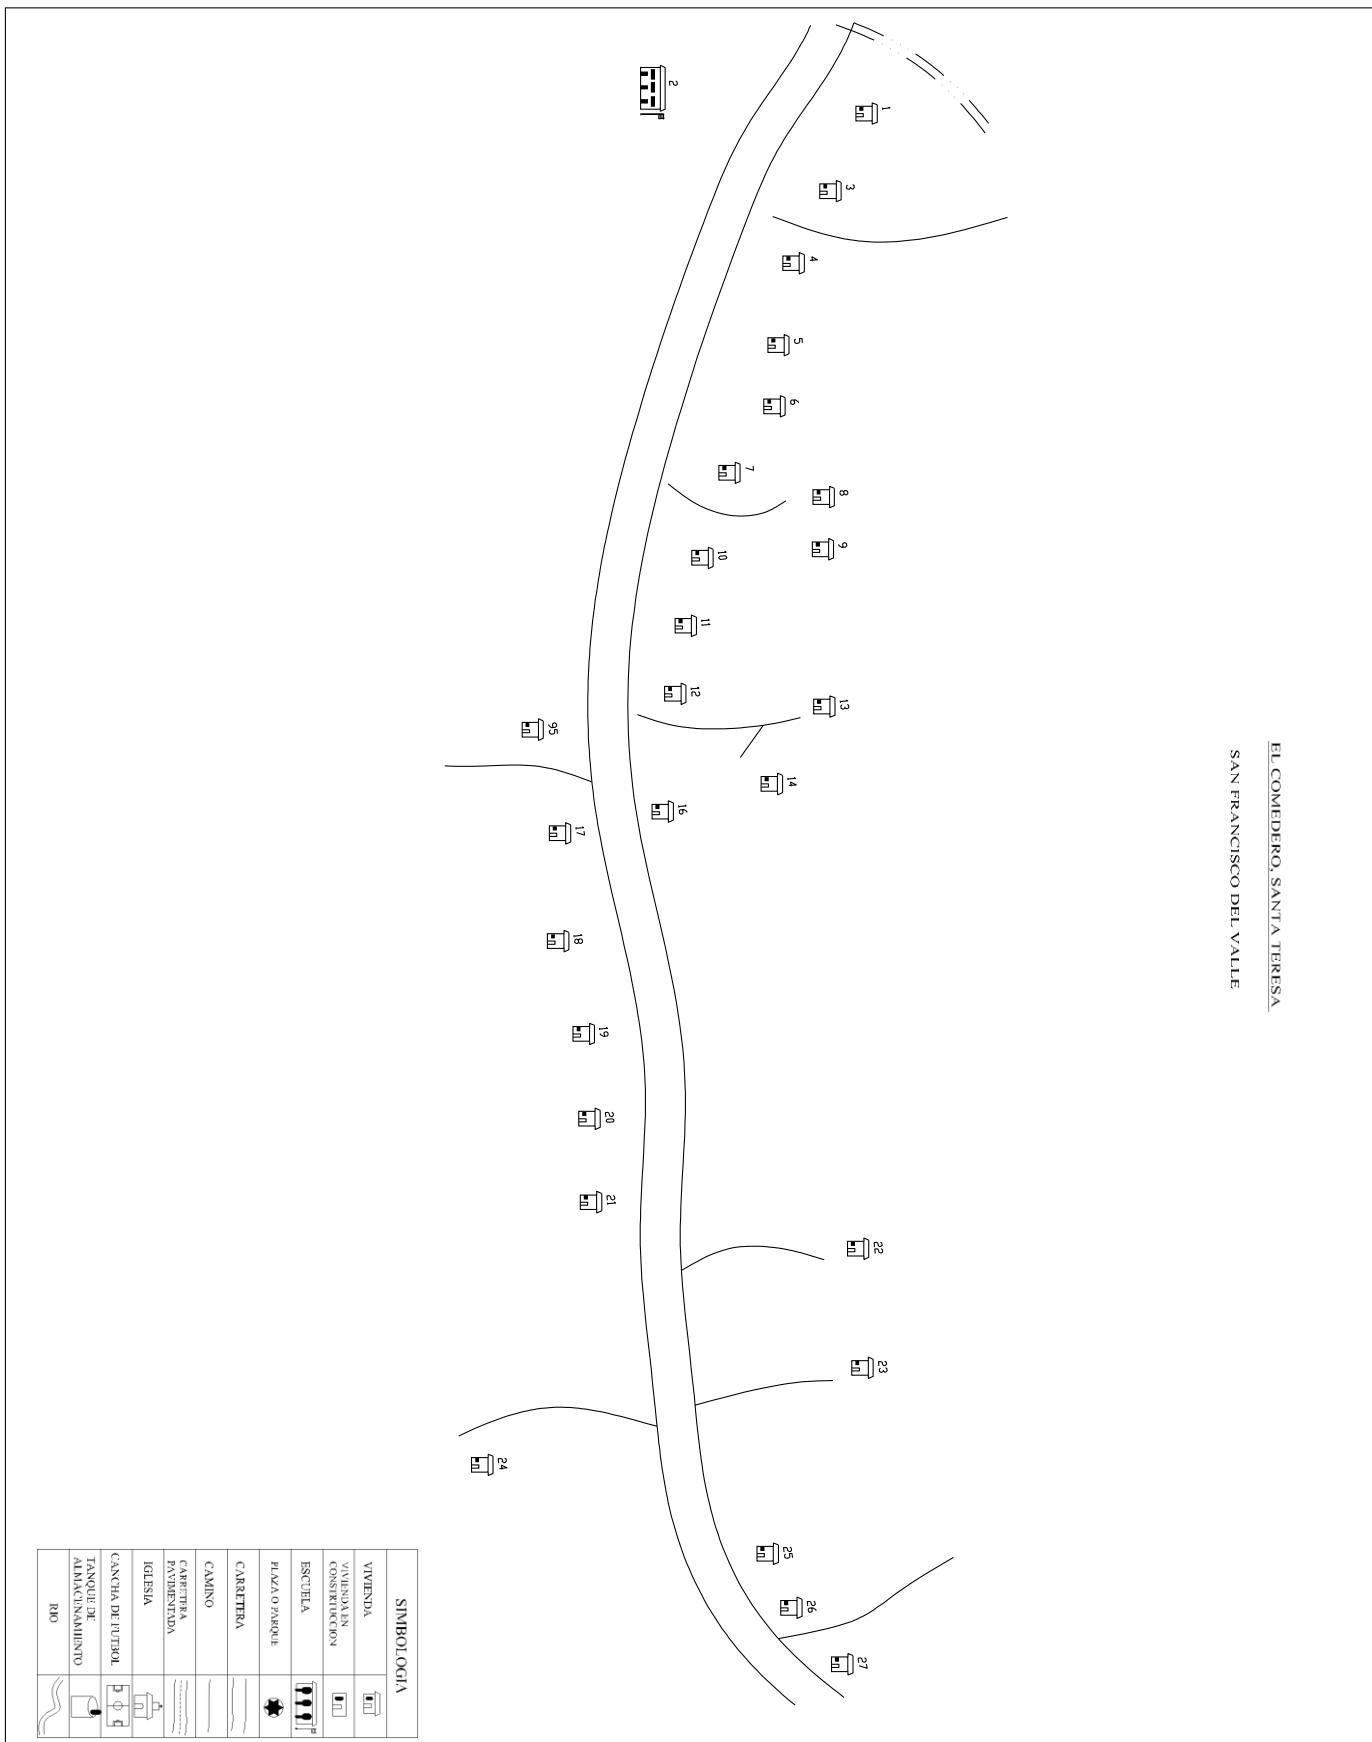 EL COMEDERO, SANTA TERESA
SAN FRANCISCO DEL VALLE
1
2
3
4
5
6
7
8
9
10
11
12
13
95
14
16
17
18
19
20
21
22
23
24
25
26
27
SIMBOLOGIA
VIVIENDA
VIVIENDA EN
CONSTRUCCION
ESCUELA
PLAZA O PARQUE
CARRETERA
CAMINO
CARRETERA
PAVIMENTADA
IGLESIA
CANCHA DE FUTBOL
TANQUE DE
ALMACENAMIENTO
RIO